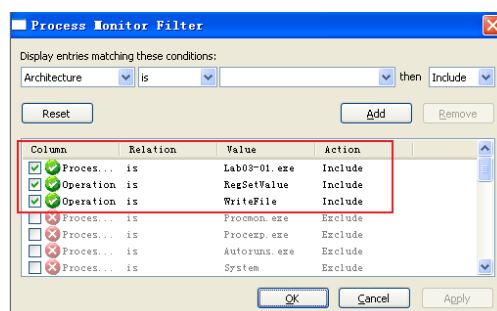 Process Monitor Filter
Display entries matching these conditions:
Architecture is then Include
Reset Add Remove
Column Relation Value Action
Proces... is Lab03-01.exe Include
Operation is RegSetValue Include
Operation is WriteFile Include
Proces... is Procmon.exe Exclude
Proces... is Procexp.exe Exclude
Proces... is Autoruns.exe Exclude
Proces... is System Exclude
OK Cancel Apply